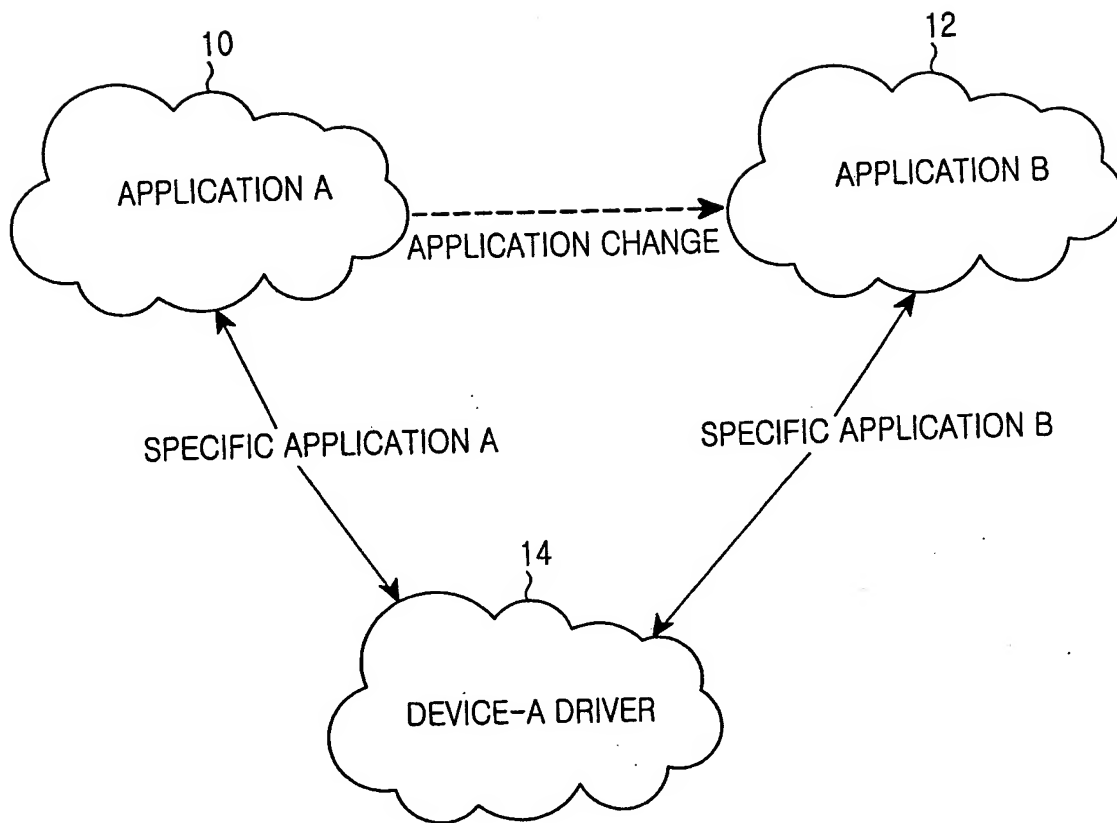 10
12
APPLICATION A
APPLICATION B
APPLICATION CHANGE
SPECIFIC APPLICATION A
SPECIFIC APPLICATION B
14
DEVICE-A DRIVER